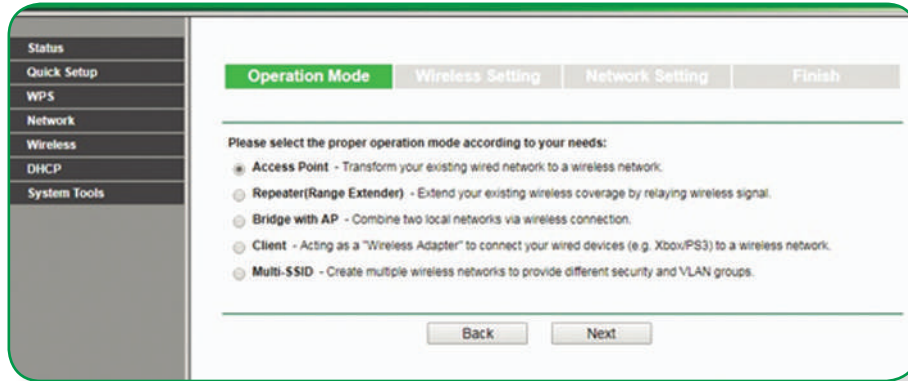 Status
Quick Setup
WPS
Network
Wireless
DHCP
System Tools
Operation Mode Wireless Setting Network Setting Finish
Please select the proper operation mode according to your needs:
Access Point - Transform your existing wired network to a wireless network.
Repeater(Range Extender) - Extend your existing wireless coverage by relaying wireless signal.
Bridge with AP - Combine two local networks via wireless connection.
Client - Acting as a "Wireless Adapter" to connect your wired devices (e.g. Xbox/PS3) to a wireless network.
Multi-SSID - Create multiple wireless networks to provide different security and VLAN groups.
Back Next